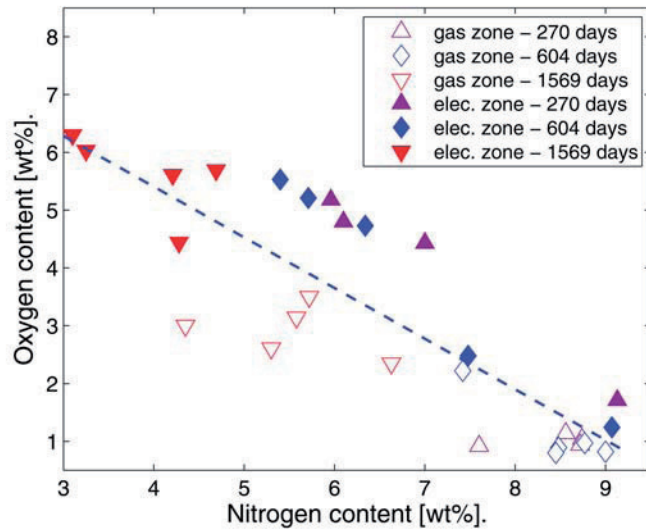 8
7
6
5
4
3
2
1
Oxygen content [wt%].
gas zone – 270 days
gas zone – 604 days
gas zone – 1569 days
elec. zone – 270 days
elec. zone – 604 days
elec. zone – 1569 days
3 4 5 6 7 8 9
Nitrogen content [wt%].